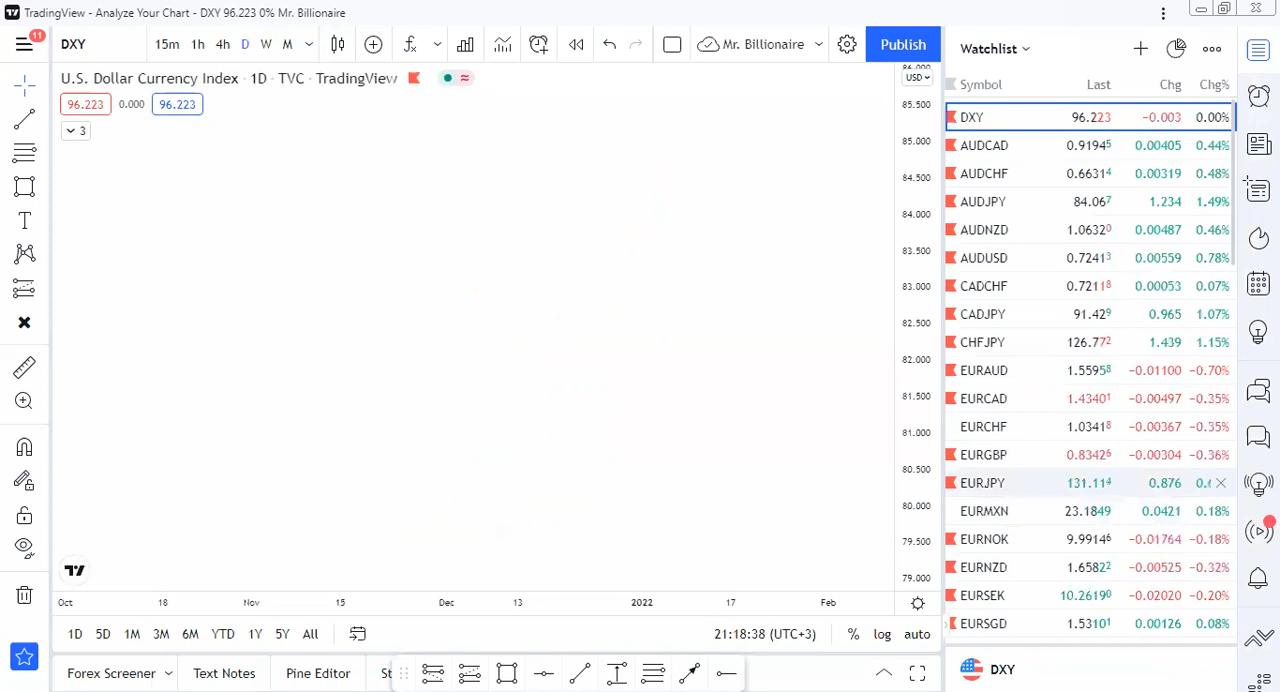 TradingView - Analyze Your Chart - DXY 96.223 0% Mr. Billionaire
11
DXY 15m 1h 4h D W M Mr. Billionaire Publish
U.S. Dollar Currency Index · 1D · TVC · TradingView
96.223 0.000 96.223
3
USD
85.500
85.000
84.500
84.000
83.500
83.000
82.500
82.000
81.500
81.000
80.500
80.000
79.500
79.000
Oct 18 Nov 15 Dec 13 2022 17 Feb
1D 5D 1M 3M 6M YTD 1Y 5Y All 21:18:38 (UTC+3) % log auto
Forex Screener Text Notes Pine Editor St
Watchlist
Symbol Last Chg Chg%
DXY 96.223 −0.003 0.00%
AUDCAD 0.91945 0.00405 0.44%
AUDCHF 0.66314 0.00319 0.48%
AUDJPY 84.067 1.234 1.49%
AUDNZD 1.06320 0.00487 0.46%
AUDUSD 0.72413 0.00559 0.78%
CADCHF 0.72118 0.00053 0.07%
CADJPY 91.429 0.965 1.07%
CHFJPY 126.772 1.439 1.15%
EURAUD 1.55958 −0.01100 −0.70%
EURCAD 1.43401 −0.00497 −0.35%
EURCHF 1.03418 −0.00367 −0.35%
EURGBP 0.83426 −0.00304 −0.36%
EURJPY 131.114 0.876
EURMXN 23.1849 0.0421 0.18%
EURNOK 9.99146 −0.01764 −0.18%
EURNZD 1.65822 −0.00525 −0.32%
EURSEK 10.26190 −0.02020 −0.20%
EURSGD 1.53101 0.00126 0.08%
DXY